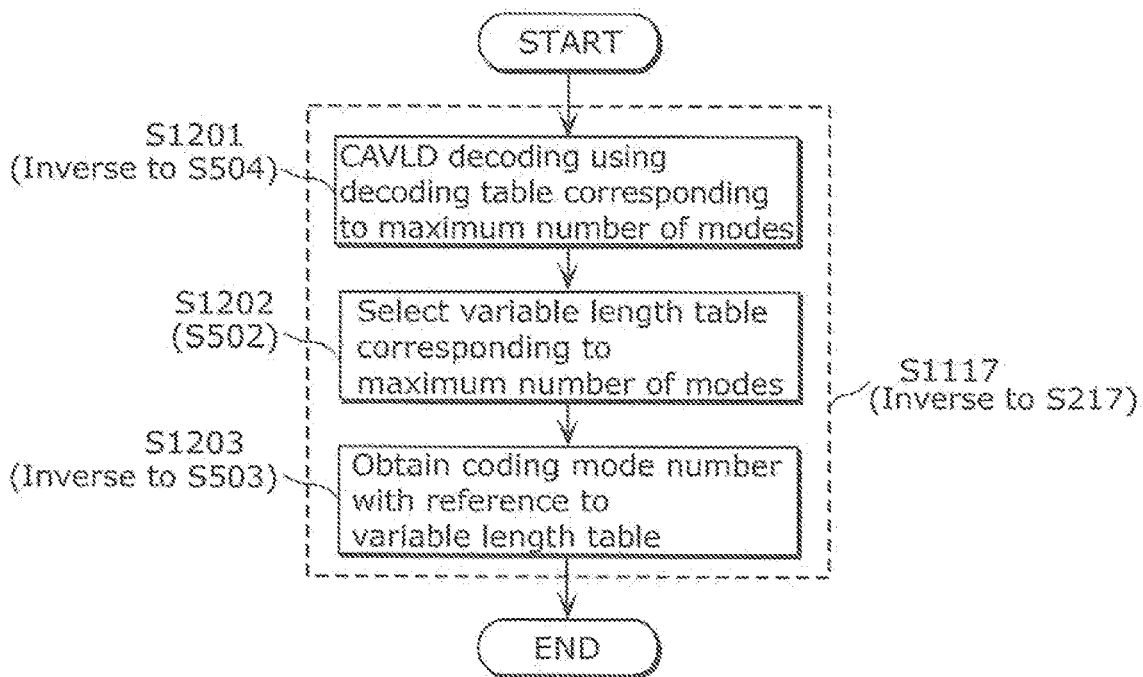 START
S1201
(Inverse to S504)
CAVLD decoding using
decoding table corresponding
to maximum number of modes
S1202
(S502)
Select variable length table
corresponding to
maximum number of modes
S1117
(Inverse to S217)
S1203
(Inverse to S503)
Obtain coding mode number
with reference to
variable length table
END